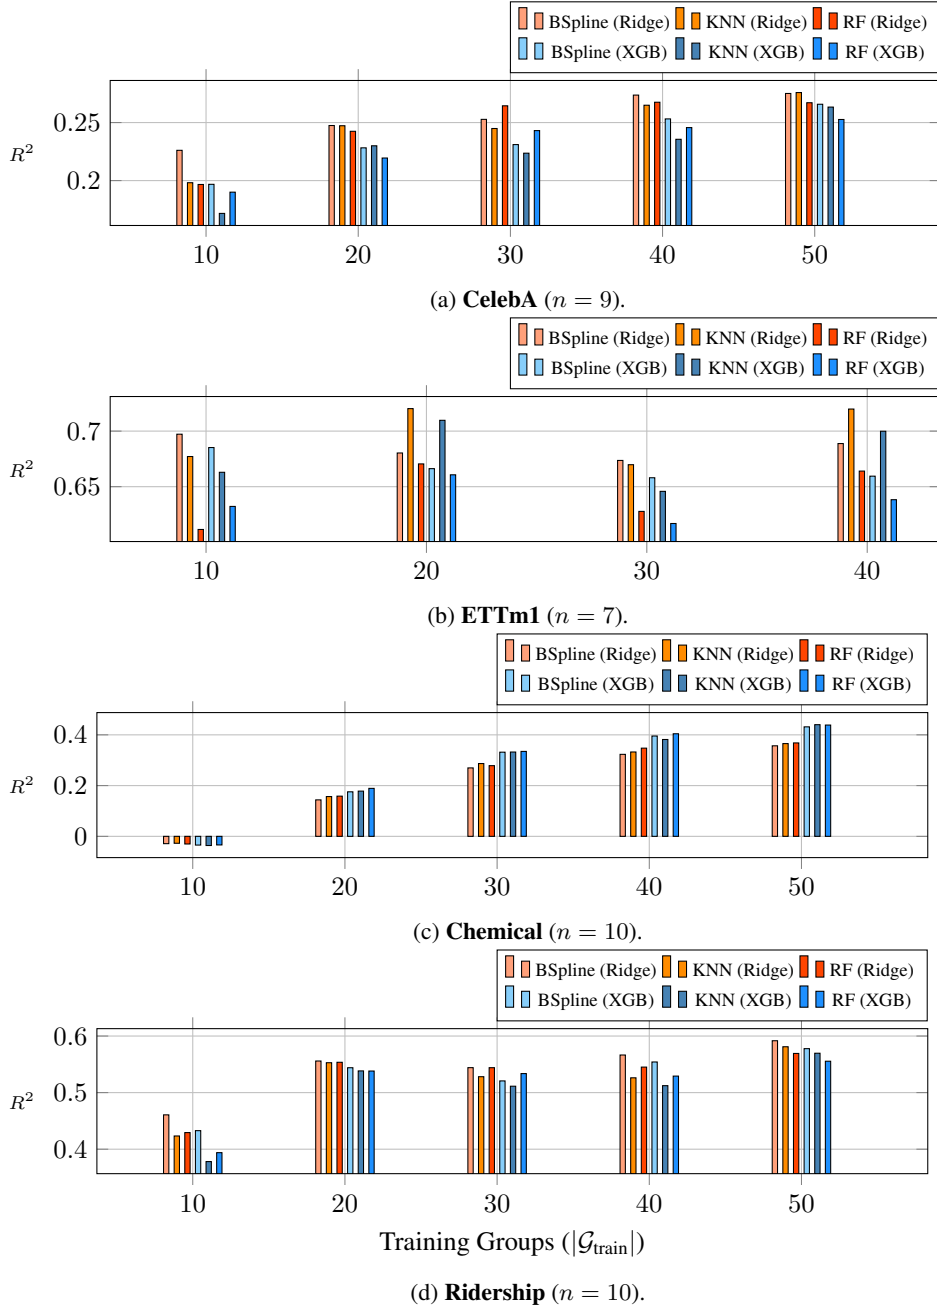 BSpline (Ridge) KNN (Ridge) RF (Ridge)
BSpline (XGB) KNN (XGB) RF (XGB)
0.25
R²
0.2
10 20 30 40 50
(a) CelebA (n = 9).
BSpline (Ridge) KNN (Ridge) RF (Ridge)
BSpline (XGB) KNN (XGB) RF (XGB)
0.7
R²
0.65
10 20 30 40
(b) ETTm1 (n = 7).
BSpline (Ridge) KNN (Ridge) RF (Ridge)
BSpline (XGB) KNN (XGB) RF (XGB)
0.4
R²
0.2
0
10 20 30 40 50
(c) Chemical (n = 10).
BSpline (Ridge) KNN (Ridge) RF (Ridge)
BSpline (XGB) KNN (XGB) RF (XGB)
0.6
R²
0.5
0.4
10 20 30 40 50
Training Groups (|𝒢train|)
(d) Ridership (n = 10).